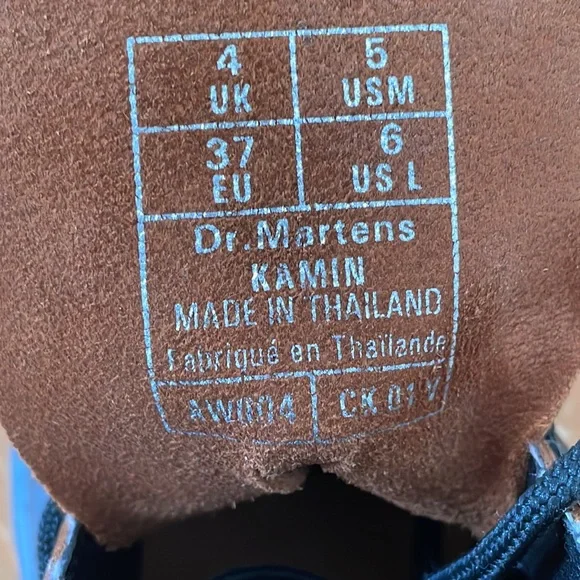 4 5
UK USM
37 6
EU US L
Dr.Martens
KAMIN
MADE IN THAILAND
Fabriqué en Thaïlande
AW004 CK 01 Y